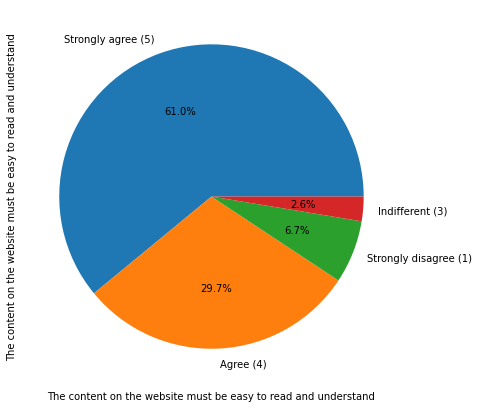 The content on the website must be easy to read and understand
Strongly agree (5)
61.0%
2.6%
Indifferent (3)
6.7%
Strongly disagree (1)
29.7%
Agree (4)
The content on the website must be easy to read and understand